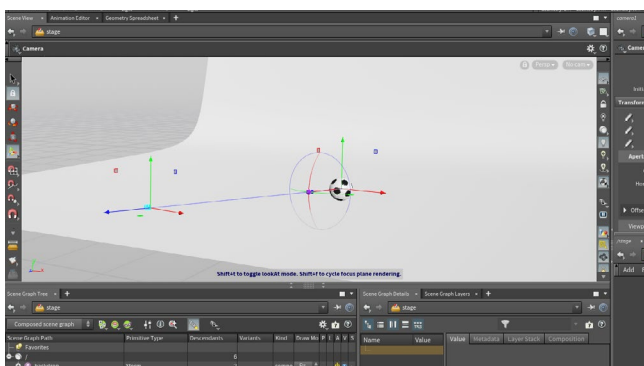 Scene View × Animation Editor × Geometry Spreadsheet × +
stage
camera1
Camera
Persp No cam
Transform
Apert
Viewp
Shift+t to toggle lookAt mode. Shift+f to cycle focus plane rendering.
Scene Graph Tree × +
Scene Graph Details × Scene Graph Layers × +
stage
stage
Composed scene graph
Add
Scene Graph Path Primitive Type Descendants Variants Kind Draw Mo P L A V S
Name Value
Value Metadata Layer Stack Composition
Favorites
/ 6